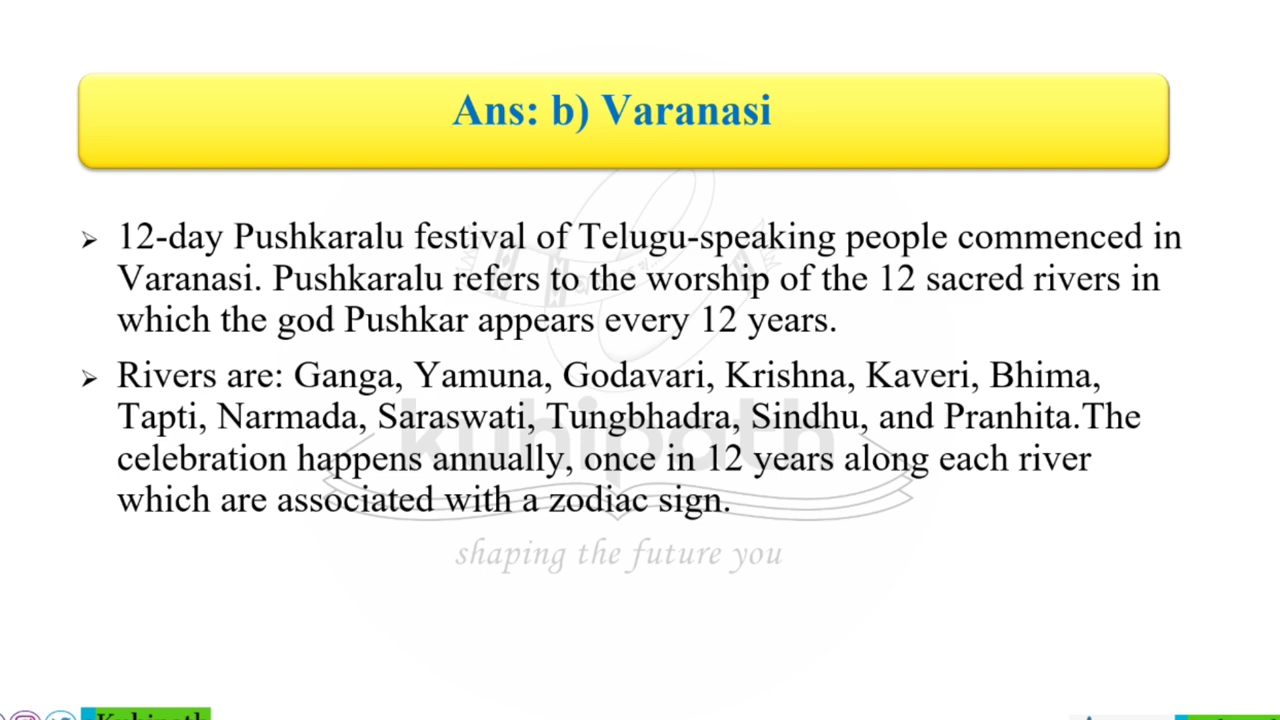 Ans: b) Varanasi
➢ 12-day Pushkaralu festival of Telugu-speaking people commenced in
Varanasi. Pushkaralu refers to the worship of the 12 sacred rivers in
which the god Pushkar appears every 12 years.
➢ Rivers are: Ganga, Yamuna, Godavari, Krishna, Kaveri, Bhima,
Tapti, Narmada, Saraswati, Tungbhadra, Sindhu, and Pranhita.The
celebration happens annually, once in 12 years along each river
which are associated with a zodiac sign.
kuhipath
shaping the future you
Kuhipath